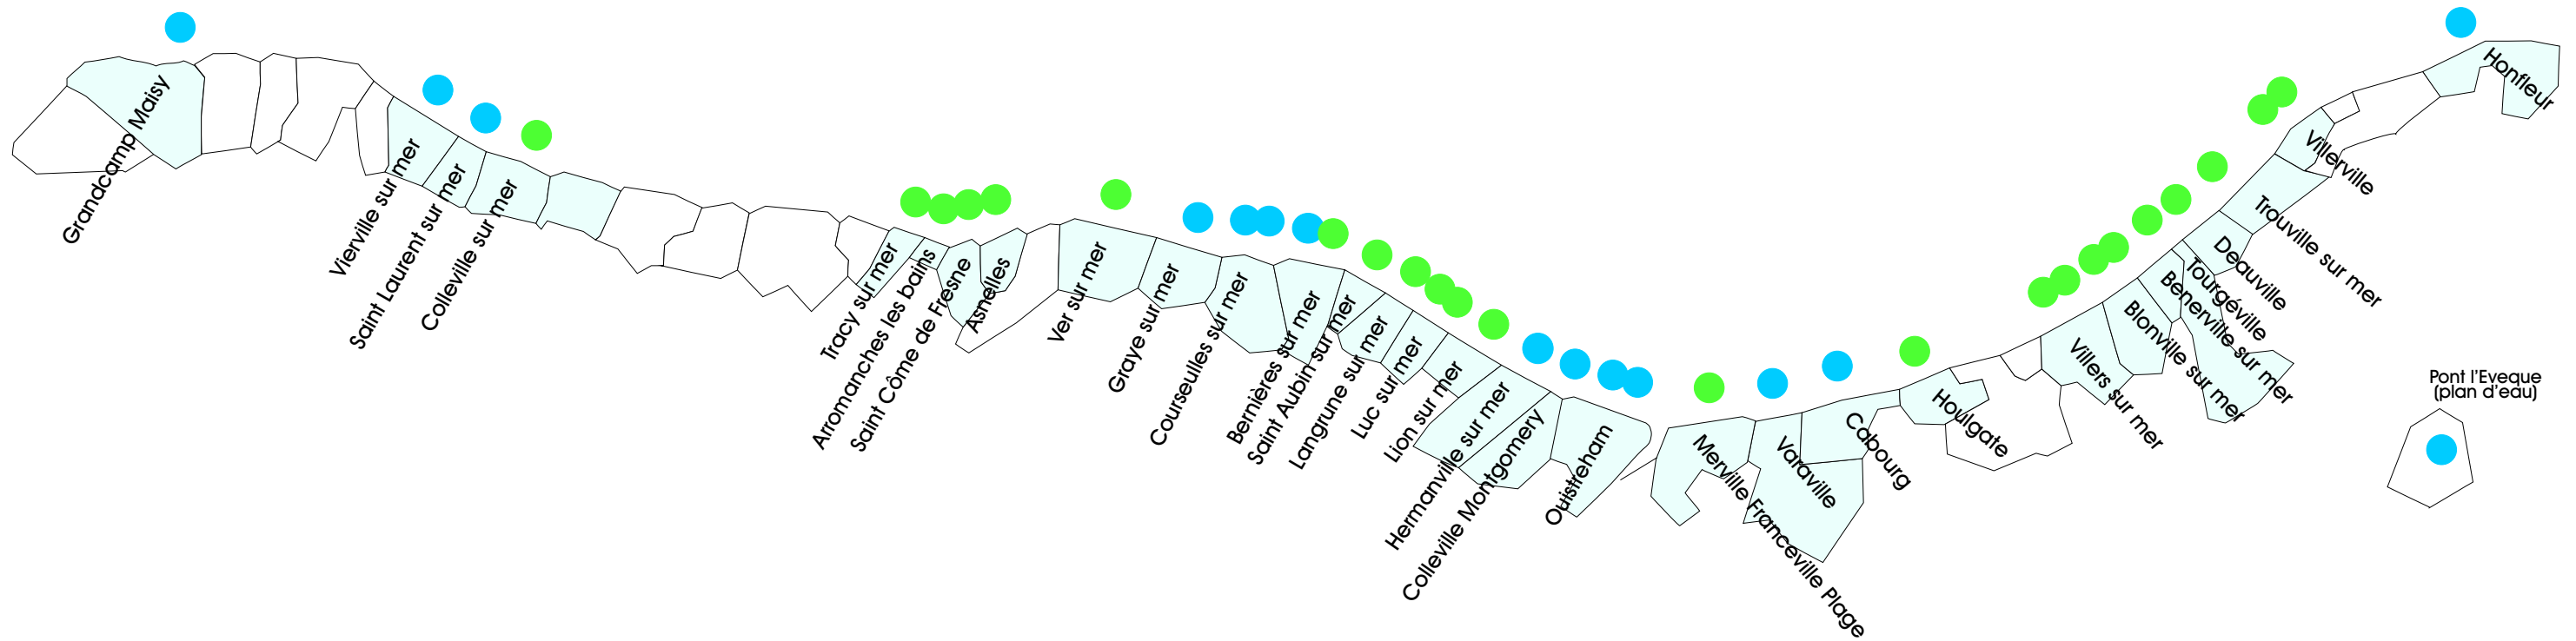 Grandcamp Maisy
Vierville sur mer
Saint Laurent sur mer
Colleville sur mer
Tracy sur mer
Arromanches les bains
Saint Côme de Fresne
Asnelles
Ver sur mer
Graye sur mer
Courseulles sur mer
Bernières sur mer
Saint Aubin sur mer
Langrune sur mer
Luc sur mer
Lion sur mer
Hermanville sur mer
Colleville Montgomery
Ouistreham
Merville Franceville Plage
Varaville
Cabourg
Houlgate
Villers sur mer
Blonville sur mer
Benerville sur mer
Tourgéville
Deauville
Trouville sur mer
Villerville
Honfleur
Pont l'Eveque
(plan d'eau)